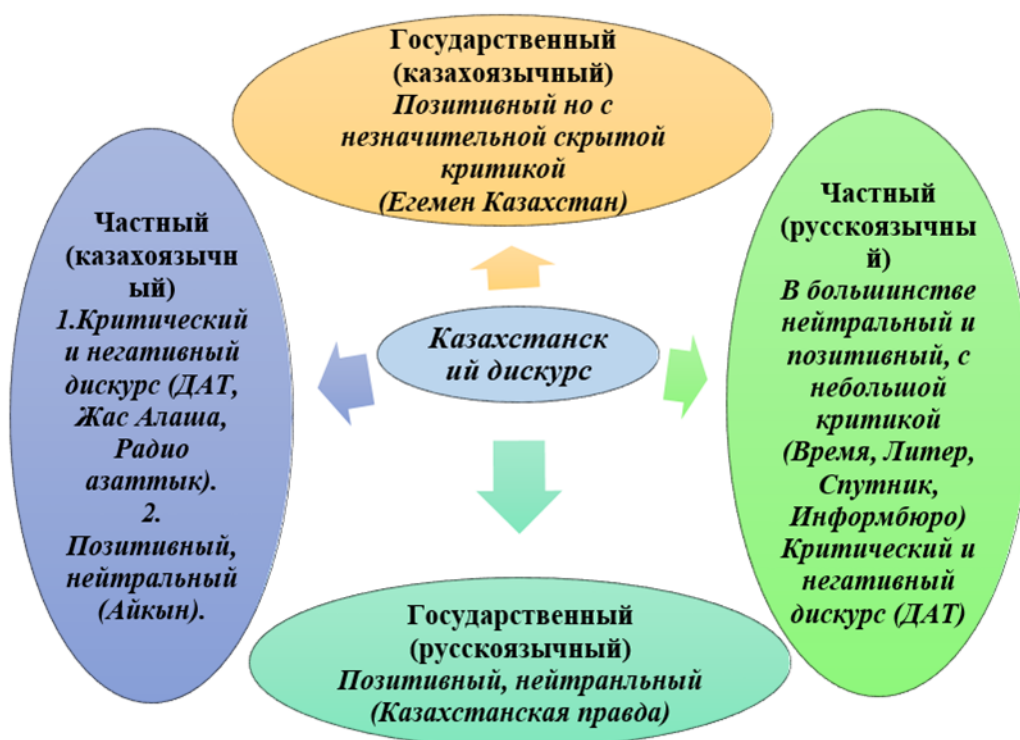 Государственный
(казахоязычный)
Позитивный но с
незначительной скрытой
критикой
(Егемен Казахстан)
Частный
(казахоязычн
ый)
1.Критический
и негативный
дискурс (ДАТ,
Жас Алаша,
Радио
азаттык).
2.
Позитивный,
нейтральный
(Айкын).
Казахстанск
ий дискурс
Частный
(русскоязычны
й)
В большинстве
нейтральный и
позитивный, с
небольшой
критикой
(Время, Литер,
Спутник,
Информбюро)
Критический и
негативный
дискурс (ДАТ)
Государственный
(русскоязычный)
Позитивный, нейтранльный
(Казахстанская правда)